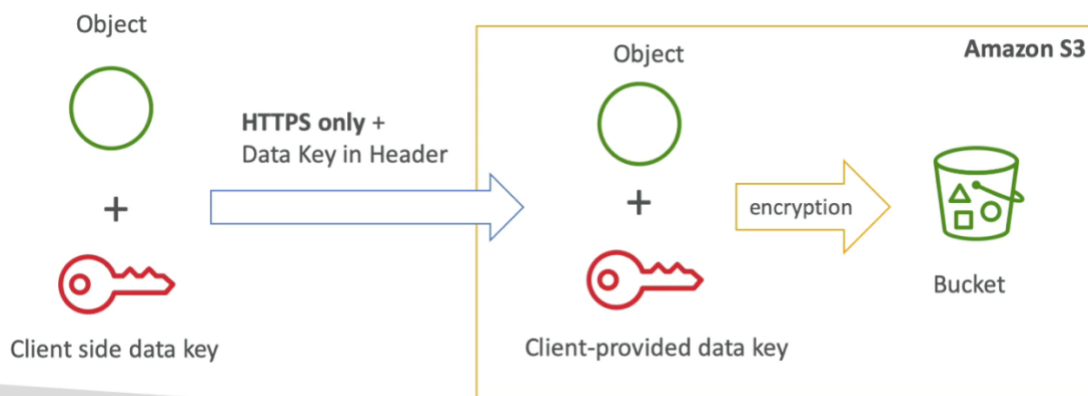 Object
Client side data key
HTTPS only +
Data Key in Header
Amazon S3
Object
Client-provided data key
encryption
Bucket